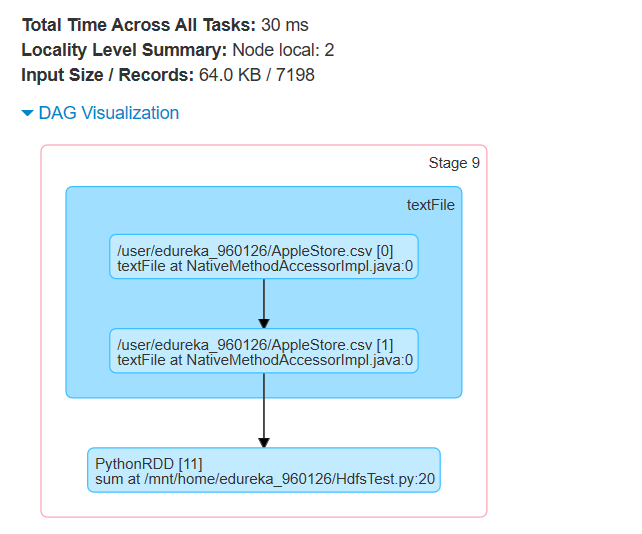 Total Time Across All Tasks: 30 ms
Locality Level Summary: Node local: 2
Input Size / Records: 64.0 KB / 7198
DAG Visualization
Stage 9
textFile
/user/edureka_960126/AppleStore.csv [0]
textFile at NativeMethodAccessorImpl.java:0
/user/edureka_960126/AppleStore.csv [1]
textFile at NativeMethodAccessorImpl.java:0
PythonRDD [11]
sum at /mnt/home/edureka_960126/HdfsTest.py:20